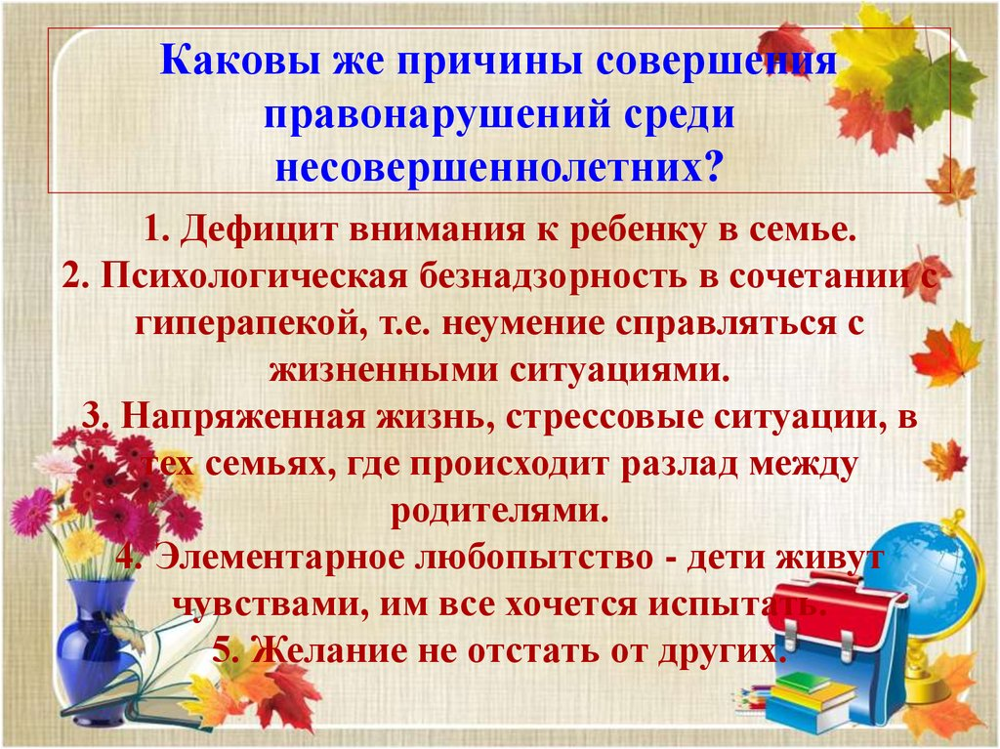 Каковы же причины совершения
правонарушений среди
несовершеннолетних?
1. Дефицит внимания к ребенку в семье.
2. Психологическая безнадзорность в сочетании с
гиперапекой, т.е. неумение справляться с
жизненными ситуациями.
3. Напряженная жизнь, стрессовые ситуации, в
тех семьях, где происходит разлад между
родителями.
4. Элементарное любопытство - дети живут
чувствами, им все хочется испытать.
5. Желание не отстать от других.